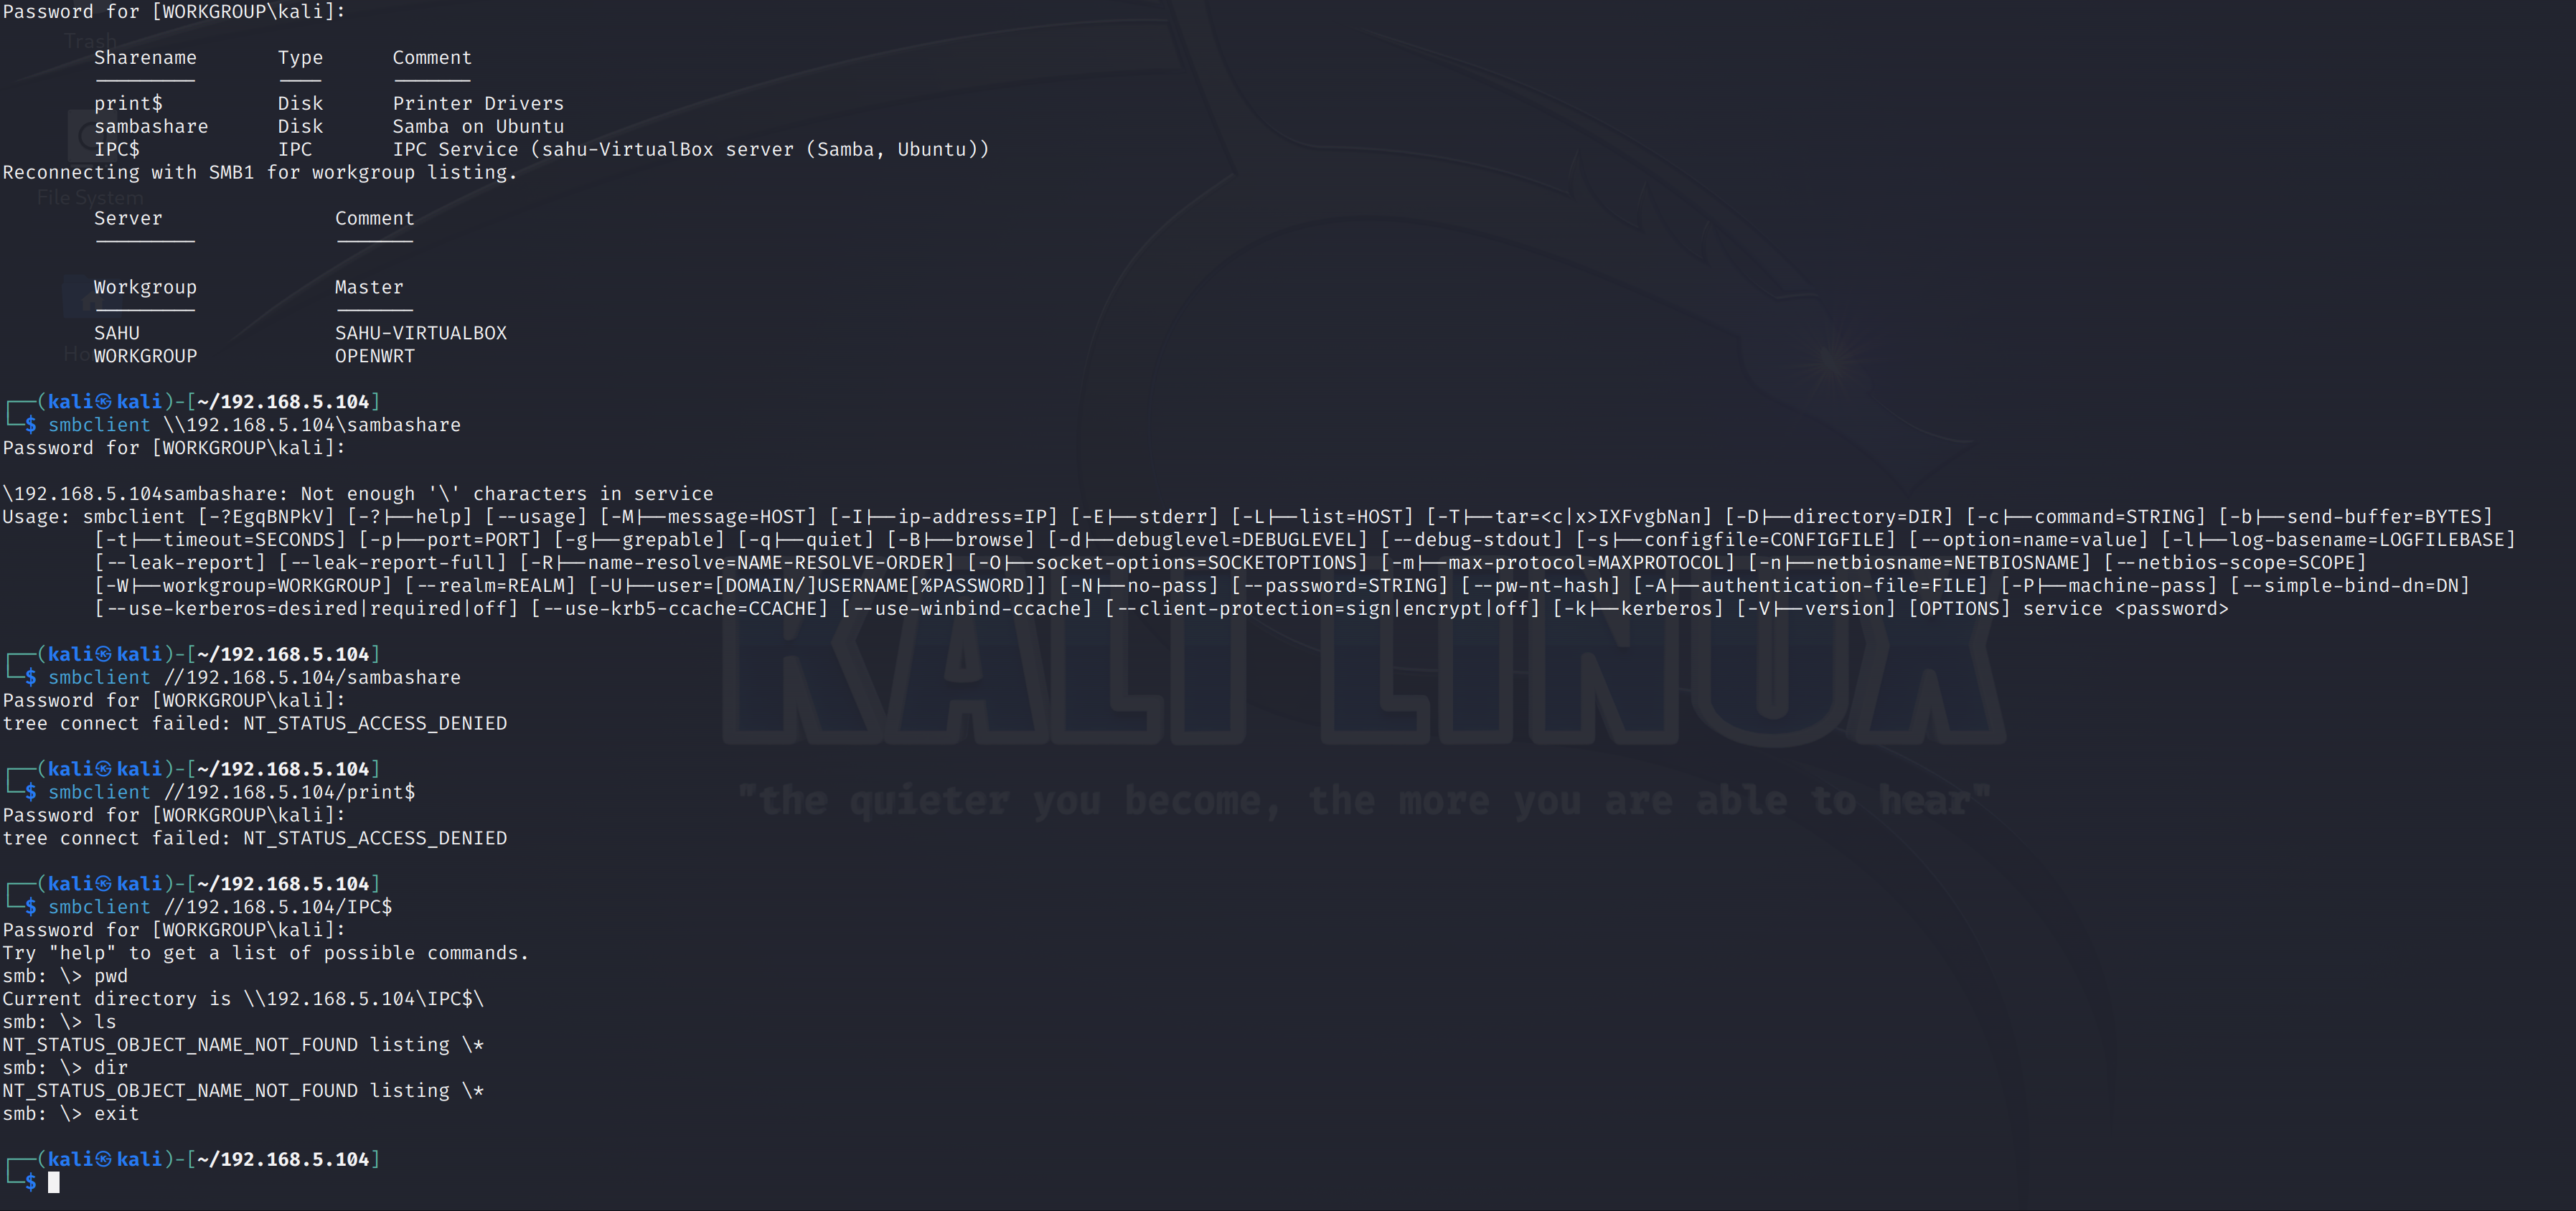 Password for [WORKGROUP\kali]:
Trash
Sharename Type Comment
--------- ---- -------
print$ Disk Printer Drivers
sambashare Disk Samba on Ubuntu
IPC$ IPC IPC Service (sahu-VirtualBox server (Samba, Ubuntu))
Reconnecting with SMB1 for workgroup listing.
File System
Server Comment
--------- -------
Workgroup Master
--------- -------
SAHU SAHU-VIRTUALBOX
WORKGROUP OPENWRT
┌──(kali㉿kali)-[~/192.168.5.104]
└─$ smbclient \\192.168.5.104\sambashare
Password for [WORKGROUP\kali]:
\192.168.5.104sambashare: Not enough '\' characters in service
Usage: smbclient [-?EgqBNPkV] [-?|--help] [--usage] [-M|--message=HOST] [-I|--ip-address=IP] [-E|--stderr] [-L|--list=HOST] [-T|--tar=<c|x>IXFvgbNan] [-D|--directory=DIR] [-c|--command=STRING] [-b|--send-buffer=BYTES]
[-t|--timeout=SECONDS] [-p|--port=PORT] [-g|--grepable] [-q|--quiet] [-B|--browse] [-d|--debuglevel=DEBUGLEVEL] [--debug-stdout] [-s|--configfile=CONFIGFILE] [--option=name=value] [-l|--log-basename=LOGFILEBASE]
[--leak-report] [--leak-report-full] [-R|--name-resolve=NAME-RESOLVE-ORDER] [-O|--socket-options=SOCKETOPTIONS] [-m|--max-protocol=MAXPROTOCOL] [-n|--netbiosname=NETBIOSNAME] [--netbios-scope=SCOPE]
[-W|--workgroup=WORKGROUP] [--realm=REALM] [-U|--user=[DOMAIN/]USERNAME[%PASSWORD]] [-N|--no-pass] [--password=STRING] [--pw-nt-hash] [-A|--authentication-file=FILE] [-P|--machine-pass] [--simple-bind-dn=DN]
[--use-kerberos=desired|required|off] [--use-krb5-ccache=CCACHE] [--use-winbind-ccache] [--client-protection=sign|encrypt|off] [-k|--kerberos] [-V|--version] [OPTIONS] service <password>
┌──(kali㉿kali)-[~/192.168.5.104]
└─$ smbclient //192.168.5.104/sambashare
Password for [WORKGROUP\kali]:
tree connect failed: NT_STATUS_ACCESS_DENIED
KALI LINUX
"the quieter you become, the more you are able to hear"
┌──(kali㉿kali)-[~/192.168.5.104]
└─$ smbclient //192.168.5.104/print$
Password for [WORKGROUP\kali]:
tree connect failed: NT_STATUS_ACCESS_DENIED
┌──(kali㉿kali)-[~/192.168.5.104]
└─$ smbclient //192.168.5.104/IPC$
Password for [WORKGROUP\kali]:
Try "help" to get a list of possible commands.
smb: \> pwd
Current directory is \\192.168.5.104\IPC$\
smb: \> ls
NT_STATUS_OBJECT_NAME_NOT_FOUND listing \*
smb: \> dir
NT_STATUS_OBJECT_NAME_NOT_FOUND listing \*
smb: \> exit
┌──(kali㉿kali)-[~/192.168.5.104]
└─$